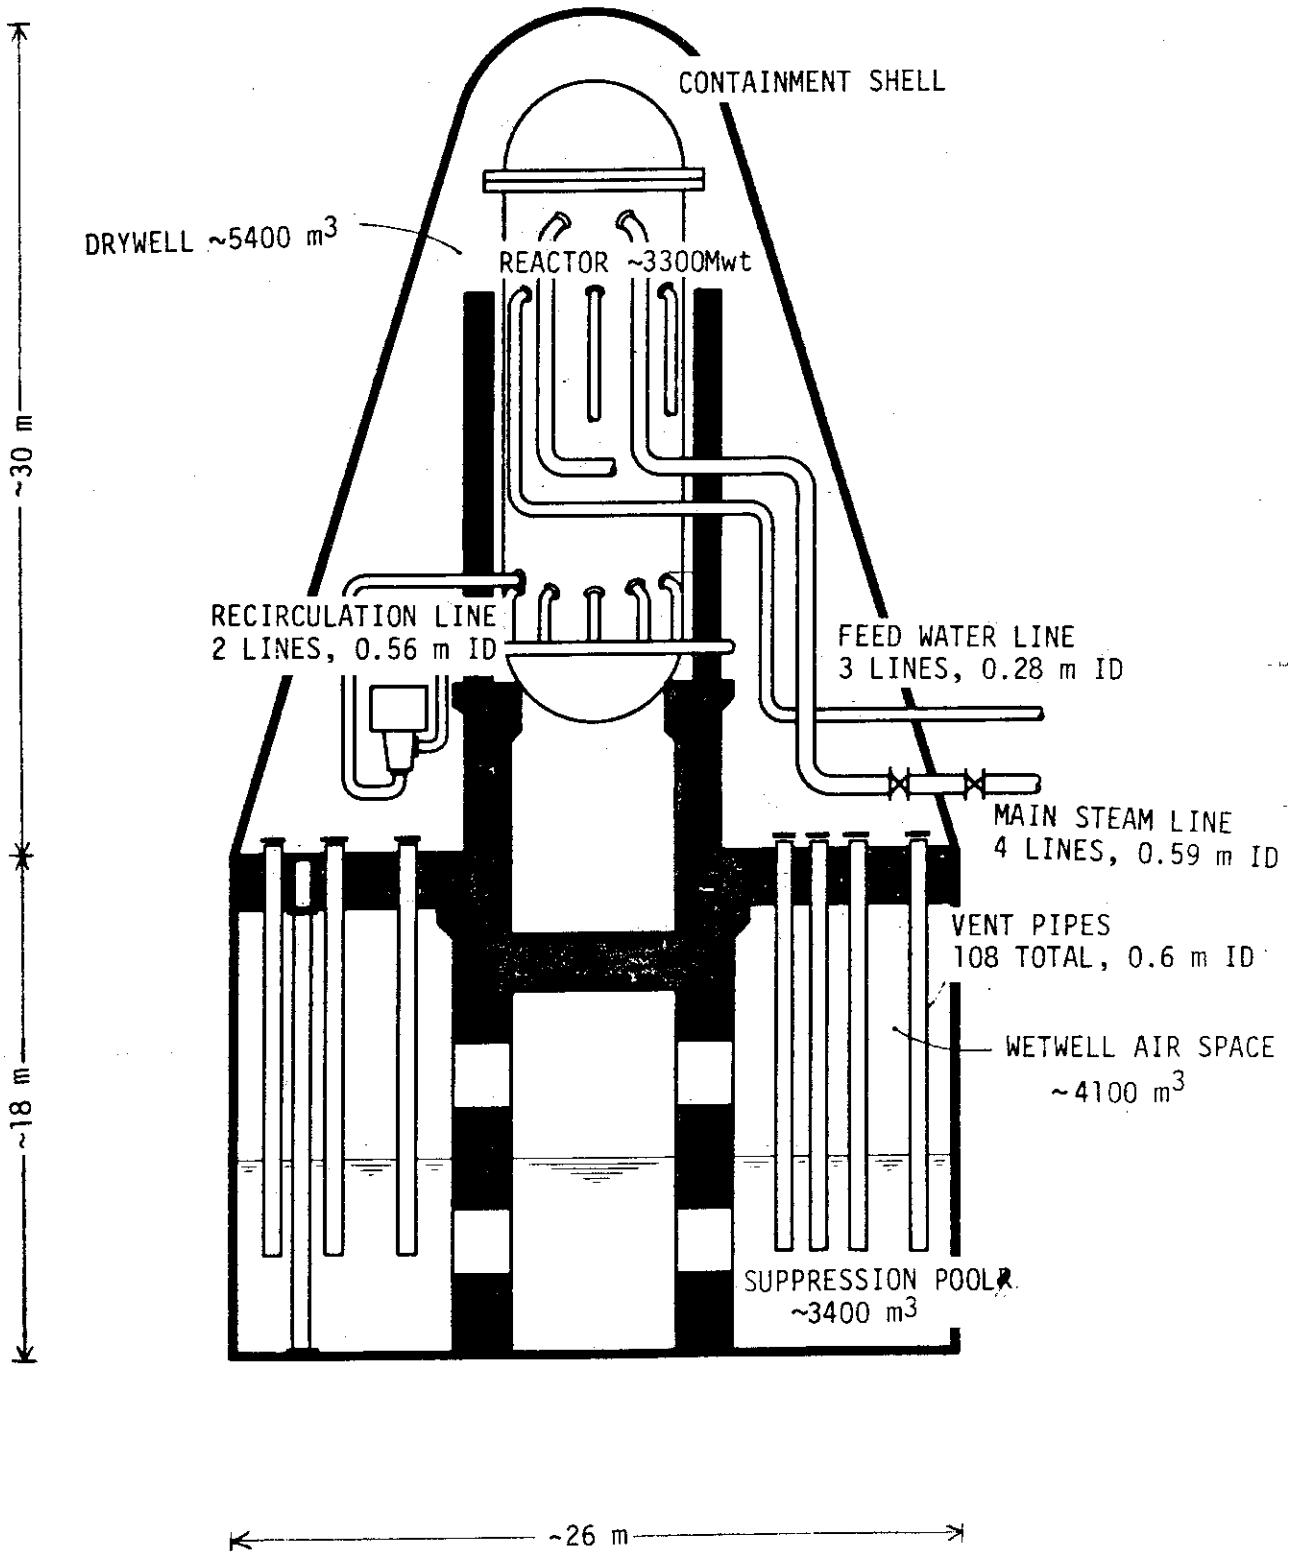 CONTAINMENT SHELL
DRYWELL ~5400 m³
REACTOR ~3300Mwt
~30 m
RECIRCULATION LINE
2 LINES, 0.56 m ID
FEED WATER LINE
3 LINES, 0.28 m ID
MAIN STEAM LINE
4 LINES, 0.59 m ID
VENT PIPES
108 TOTAL, 0.6 m ID
WETWELL AIR SPACE
~4100 m³
~18 m
SUPPRESSION POOL
~3400 m³
~26 m